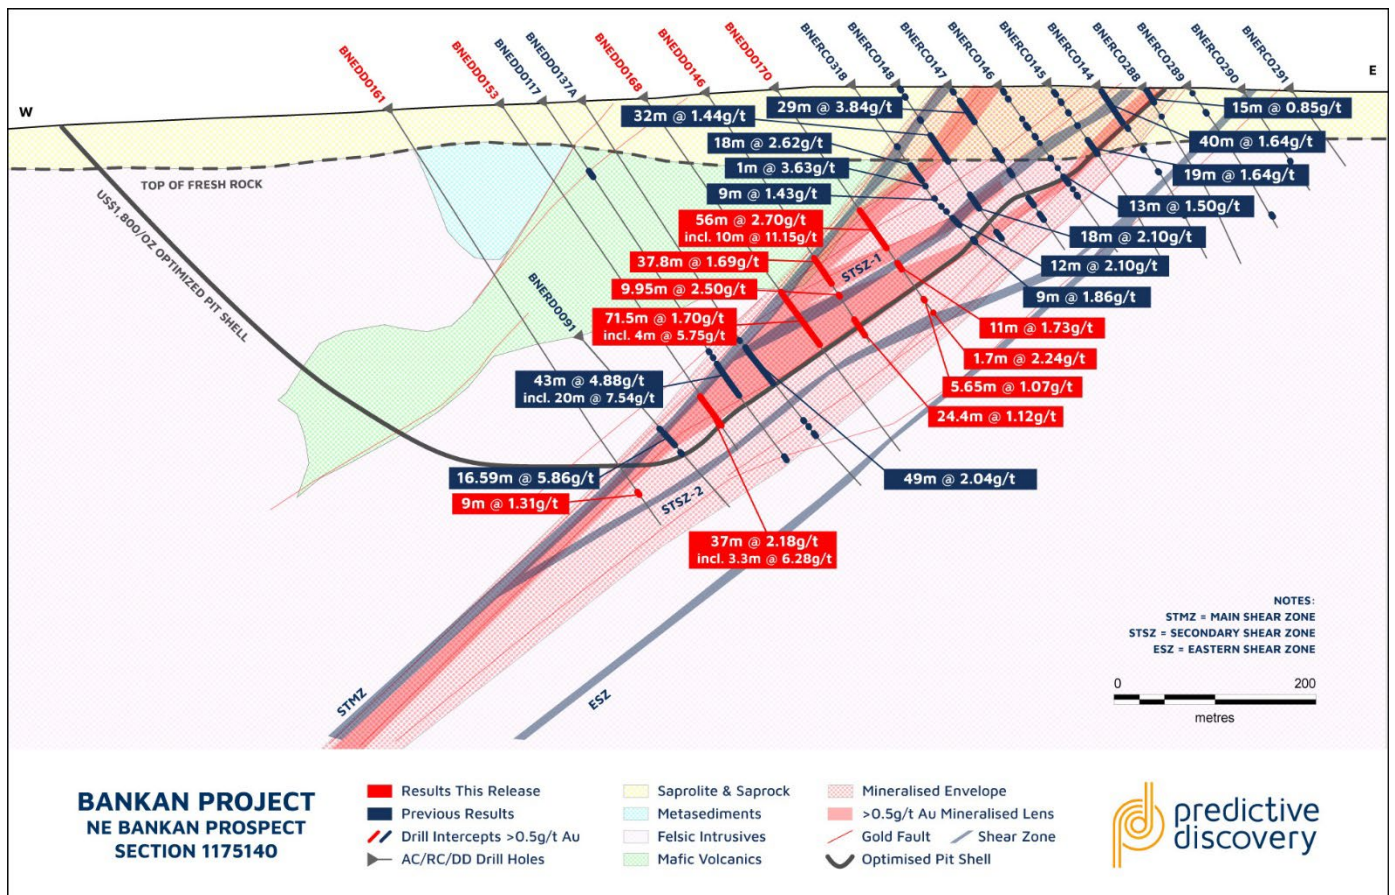 BNEDD0161
BNEDD0153
BNEDD0117
BNEDD0137A
BNEDD0168
BNEDD0146
BNEDD0170
BNERC0318
BNERC0148
BNERC0147
BNERC0146
BNERC0145
BNERC0144
BNERC0288
BNERC0289
BNERC0290
BNERC0291
W
E
TOP OF FRESH ROCK
US$1,800/OZ OPTIMIZED PIT SHELL
BNERD0091
29m @ 3.84g/t
32m @ 1.44g/t
18m @ 2.62g/t
1m @ 3.63g/t
9m @ 1.43g/t
56m @ 2.70g/t
incl. 10m @ 11.15g/t
37.8m @ 1.69g/t
9.95m @ 2.50g/t
71.5m @ 1.70g/t
incl. 4m @ 5.75g/t
43m @ 4.88g/t
incl. 20m @ 7.54g/t
16.59m @ 5.86g/t
9m @ 1.31g/t
37m @ 2.18g/t
incl. 3.3m @ 6.28g/t
15m @ 0.85g/t
40m @ 1.64g/t
19m @ 1.64g/t
13m @ 1.50g/t
18m @ 2.10g/t
12m @ 2.10g/t
9m @ 1.86g/t
11m @ 1.73g/t
1.7m @ 2.24g/t
5.65m @ 1.07g/t
24.4m @ 1.12g/t
49m @ 2.04g/t
STSZ-1
STSZ-2
STMZ
ESZ
NOTES:
STMZ = MAIN SHEAR ZONE
STSZ = SECONDARY SHEAR ZONE
ESZ = EASTERN SHEAR ZONE
0 200
metres
BANKAN PROJECT
NE BANKAN PROSPECT
SECTION 1175140
Results This Release
Previous Results
Drill Intercepts >0.5g/t Au
AC/RC/DD Drill Holes
Saprolite & Saprock
Metasediments
Felsic Intrusives
Mafic Volcanics
Mineralised Envelope
>0.5g/t Au Mineralised Lens
Gold Fault
Shear Zone
Optimised Pit Shell
predictive
discovery